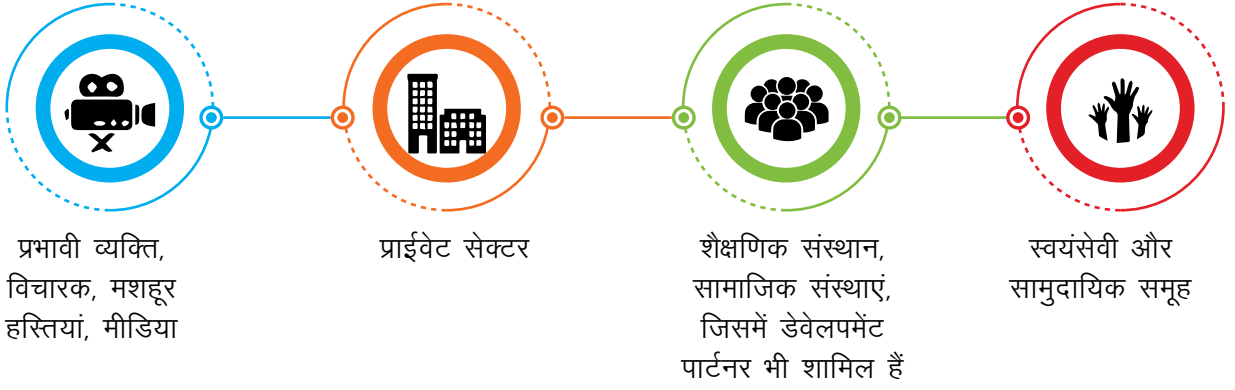 प्रभावी व्यक्ति,
विचारक, मशहूर
हस्तियां, मीडिया
प्राईवेट सेक्टर
शैक्षणिक संस्थान,
सामाजिक संस्थाएं,
जिसमें डेवेलपमेंट
पार्टनर भी शामिल हैं
स्वयंसेवी और
सामुदायिक समूह